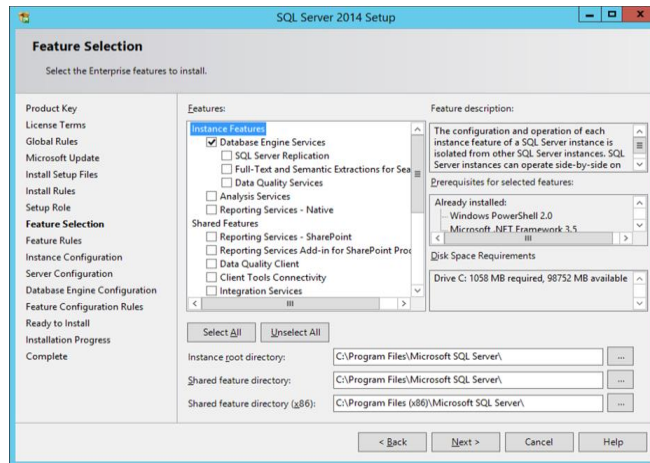 SQL Server 2014 Setup
Feature Selection
Select the Enterprise features to install.
Product Key
License Terms
Global Rules
Microsoft Update
Install Setup Files
Install Rules
Setup Role
Feature Selection
Feature Rules
Instance Configuration
Server Configuration
Database Engine Configuration
Feature Configuration Rules
Ready to Install
Installation Progress
Complete
Features:
Instance Features
Database Engine Services
SQL Server Replication
Full-Text and Semantic Extractions for Sea
Data Quality Services
Analysis Services
Reporting Services - Native
Shared Features
Reporting Services - SharePoint
Reporting Services Add-in for SharePoint Proc
Data Quality Client
Client Tools Connectivity
Integration Services
Feature description:
The configuration and operation of each
instance feature of a SQL Server instance is
isolated from other SQL Server instances. SQL
Server instances can operate side-by-side on
Prerequisites for selected features:
Already installed:
Windows PowerShell 2.0
Microsoft .NET Framework 3.5
Disk Space Requirements
Drive C: 1058 MB required, 98752 MB available
Select All
Unselect All
Instance root directory:
C:\Program Files\Microsoft SQL Server\
...
Shared feature directory:
C:\Program Files\Microsoft SQL Server\
...
Shared feature directory (x86):
C:\Program Files (x86)\Microsoft SQL Server\
...
< Back
Next >
Cancel
Help